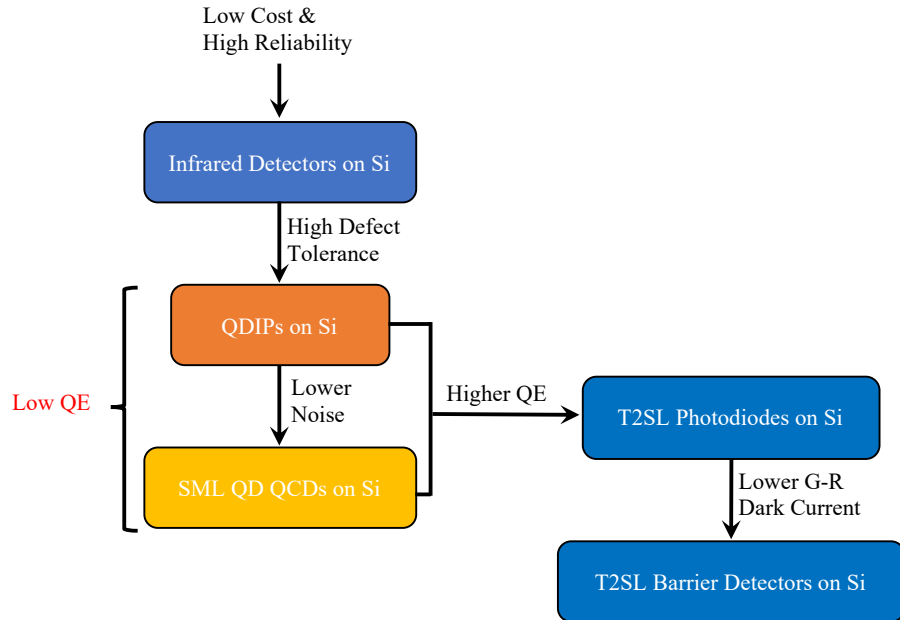 Low Cost &
High Reliability
Infrared Detectors on Si
High Defect
Tolerance
QDIPs on Si
Low QE
Lower
Noise
Higher QE
SML QD QCDs on Si
T2SL Photodiodes on Si
Lower G-R
Dark Current
T2SL Barrier Detectors on Si